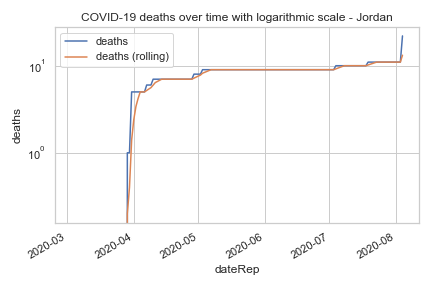 COVID-19 deaths over time with logarithmic scale - Jordan
deaths
deaths (rolling)
10¹
10⁰
deaths
2020-03
2020-04
2020-05
2020-06
2020-07
2020-08
dateRep